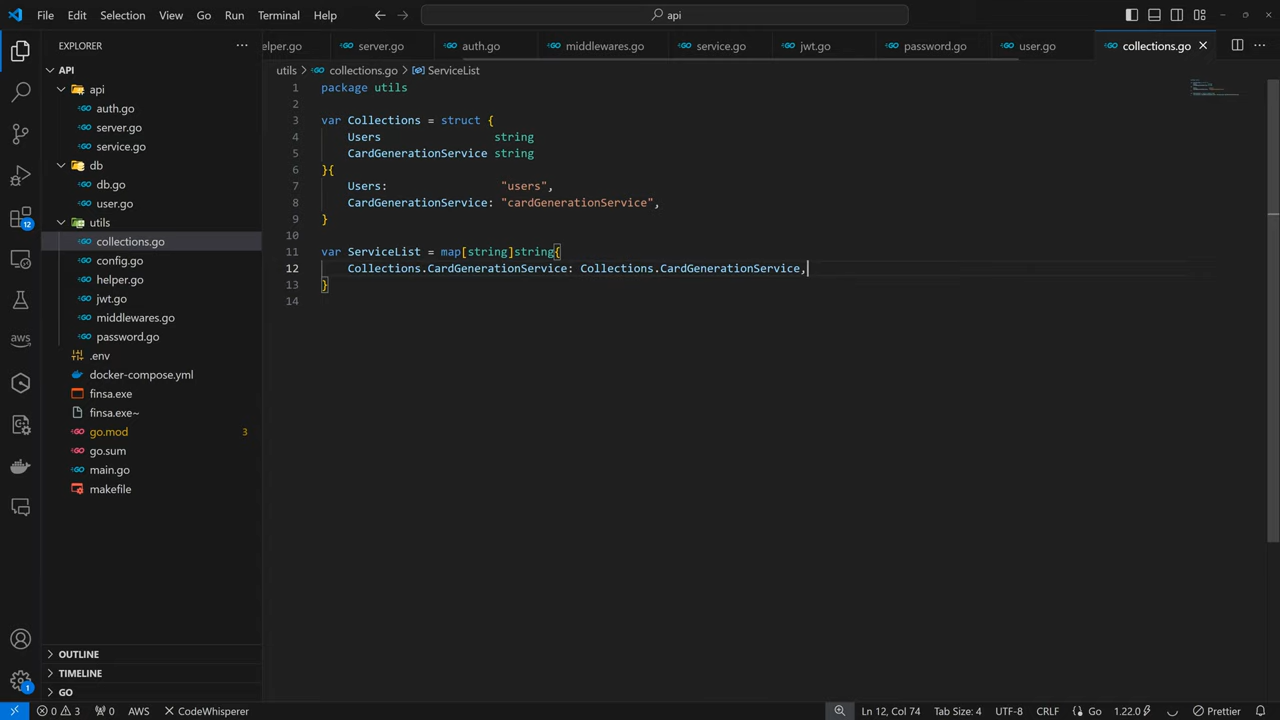 File Edit Selection View Go Run Terminal Help
api
EXPLORER
elper.go server.go auth.go middlewares.go service.go jwt.go password.go user.go collections.go
API
utils > collections.go > ServiceList
api
auth.go
server.go
service.go
db
db.go
user.go
utils
collections.go
config.go
helper.go
jwt.go
middlewares.go
password.go
.env
docker-compose.yml
finsa.exe
finsa.exe~
go.mod 3
go.sum
main.go
makefile
OUTLINE
TIMELINE
GO
12
aws
1
1 package utils
2
3 var Collections = struct {
4 Users string
5 CardGenerationService string
6 }{
7 Users: "users",
8 CardGenerationService: "cardGenerationService",
9 }
10
11 var ServiceList = map[string]string{
12 Collections.CardGenerationService: Collections.CardGenerationService,
13 }
14
0 3 0 AWS CodeWhisperer Ln 12, Col 74 Tab Size: 4 UTF-8 CRLF Go 1.22.0 Prettier